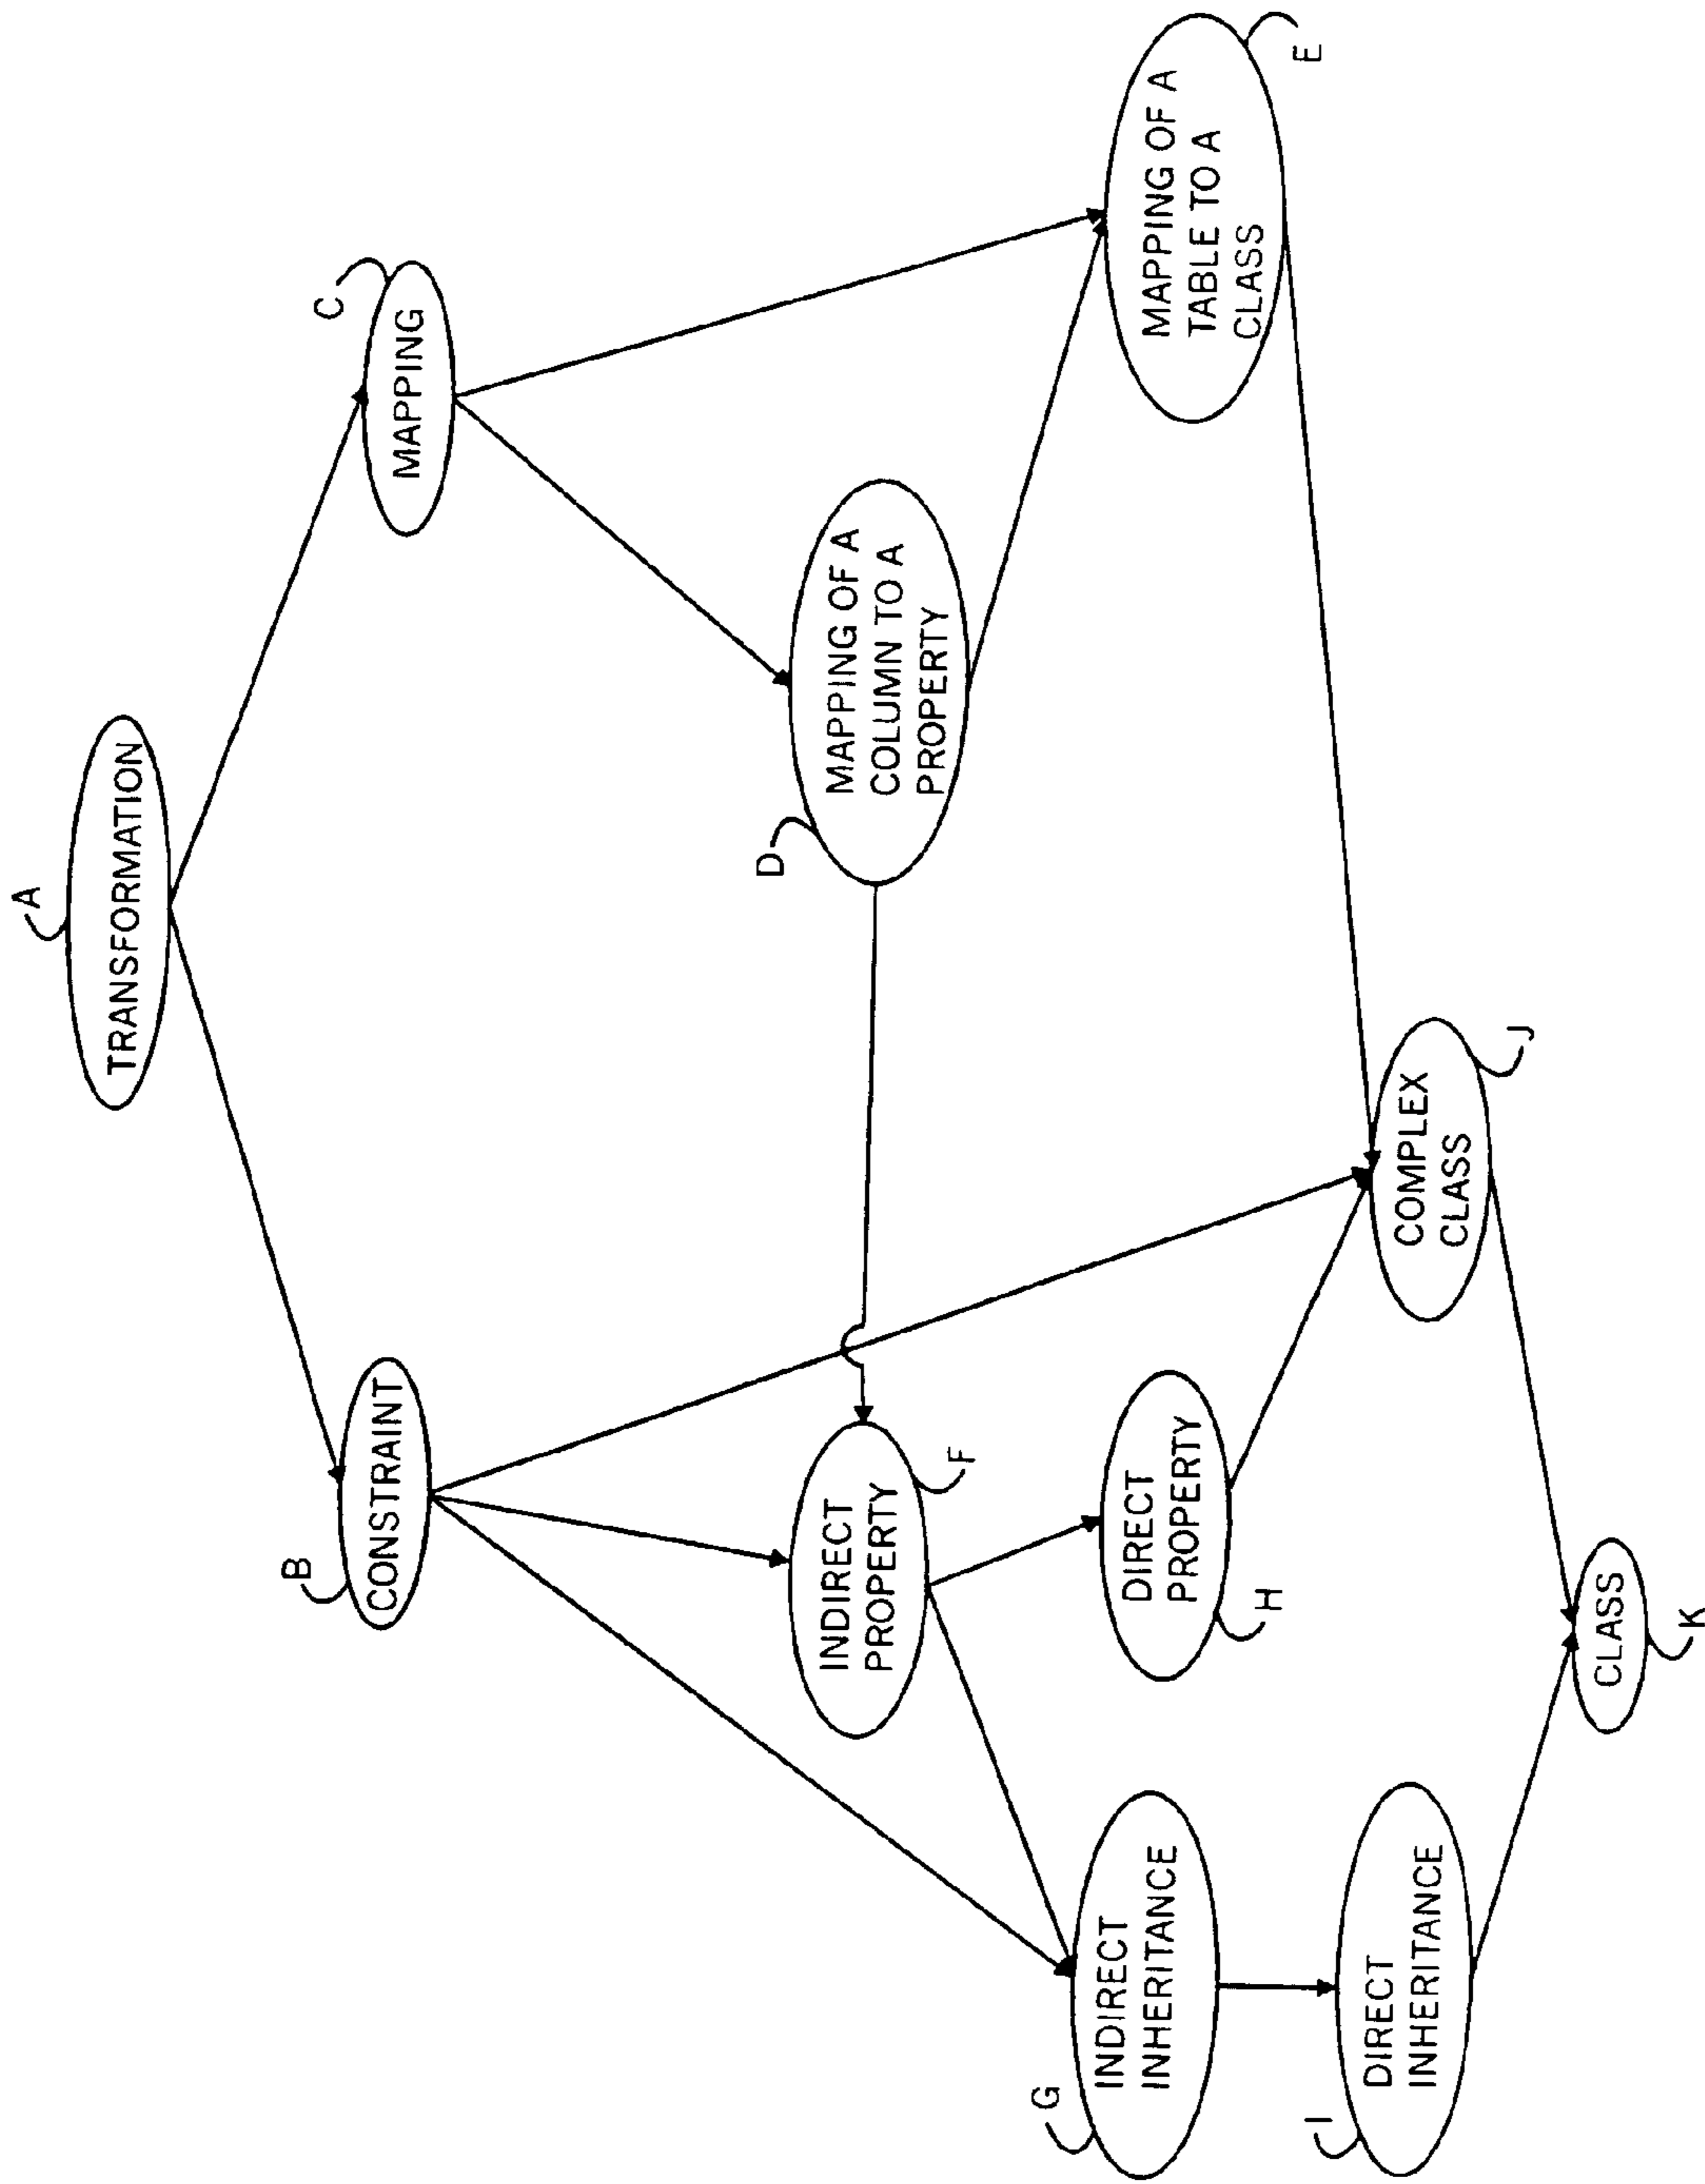 A
TRANSFORMATION
B
CONSTRAINT
C
MAPPING
D
MAPPING OF A
COLUMN TO A
PROPERTY
INDIRECT
PROPERTY
F
G
INDIRECT
INHERITANCE
DIRECT
PROPERTY
H
MAPPING OF A
TABLE TO A
CLASS
E
I
DIRECT
INHERITANCE
COMPLEX
CLASS
J
CLASS
K